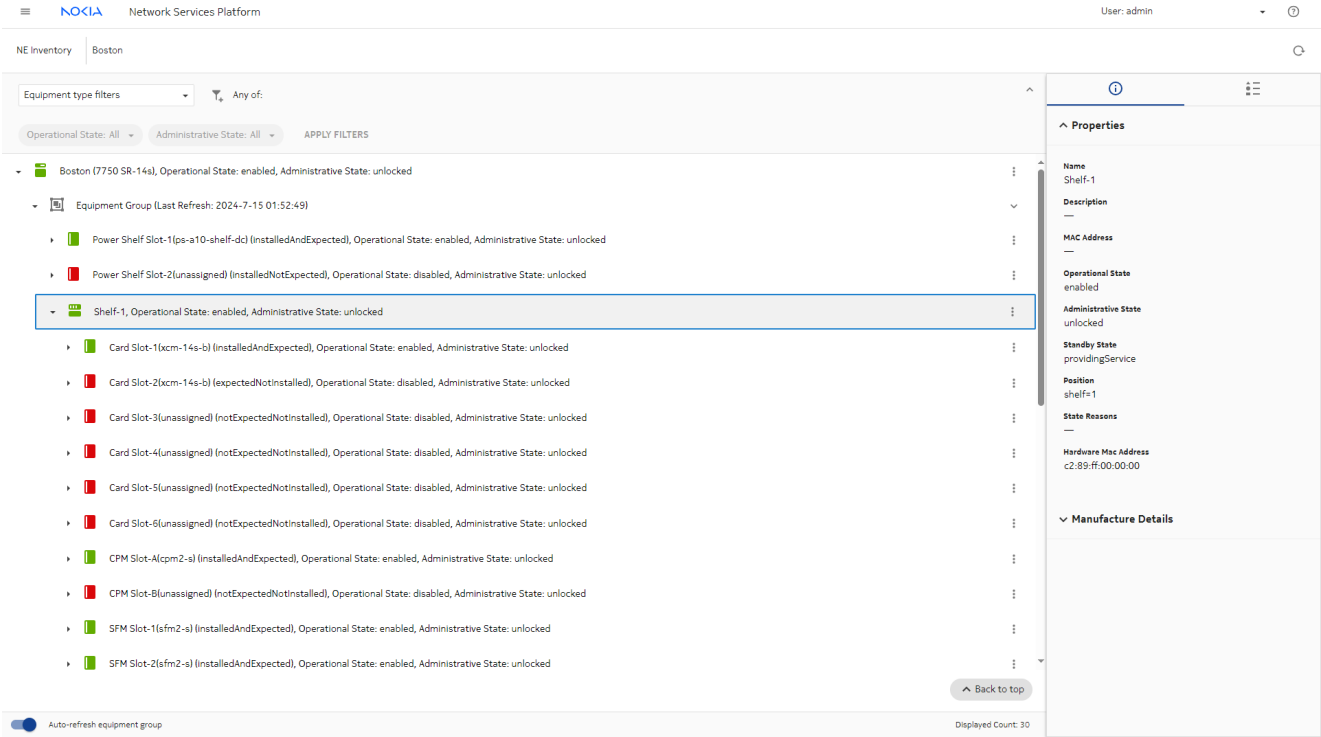 NOKIA Network Services Platform User: admin
NE Inventory Boston
Equipment type filters Any of:
Operational State: All Administrative State: All APPLY FILTERS
Boston (7750 SR-14s), Operational State: enabled, Administrative State: unlocked
Equipment Group (Last Refresh: 2024-7-15 01:52:49)
Power Shelf Slot-1(ps-a10-shelf-dc) (installedAndExpected), Operational State: enabled, Administrative State: unlocked
Power Shelf Slot-2(unassigned) (installedNotExpected), Operational State: disabled, Administrative State: unlocked
Shelf-1, Operational State: enabled, Administrative State: unlocked
Card Slot-1(xcm-14s-b) (installedAndExpected), Operational State: enabled, Administrative State: unlocked
Card Slot-2(xcm-14s-b) (expectedNotInstalled), Operational State: disabled, Administrative State: unlocked
Card Slot-3(unassigned) (notExpectedNotInstalled), Operational State: disabled, Administrative State: unlocked
Card Slot-4(unassigned) (notExpectedNotInstalled), Operational State: disabled, Administrative State: unlocked
Card Slot-5(unassigned) (notExpectedNotInstalled), Operational State: disabled, Administrative State: unlocked
Card Slot-6(unassigned) (notExpectedNotInstalled), Operational State: disabled, Administrative State: unlocked
CPM Slot-A(cpm2-s) (installedAndExpected), Operational State: enabled, Administrative State: unlocked
CPM Slot-B(unassigned) (notExpectedNotInstalled), Operational State: disabled, Administrative State: unlocked
SFM Slot-1(sfm2-s) (installedAndExpected), Operational State: enabled, Administrative State: unlocked
SFM Slot-2(sfm2-s) (installedAndExpected), Operational State: enabled, Administrative State: unlocked
Back to top
Auto-refresh equipment group Displayed Count: 30
Properties
Name
Shelf-1
Description
—
MAC Address
—
Operational State
enabled
Administrative State
unlocked
Standby State
providingService
Position
shelf=1
State Reasons
—
Hardware Mac Address
c2:89:ff:00:00:00
Manufacture Details